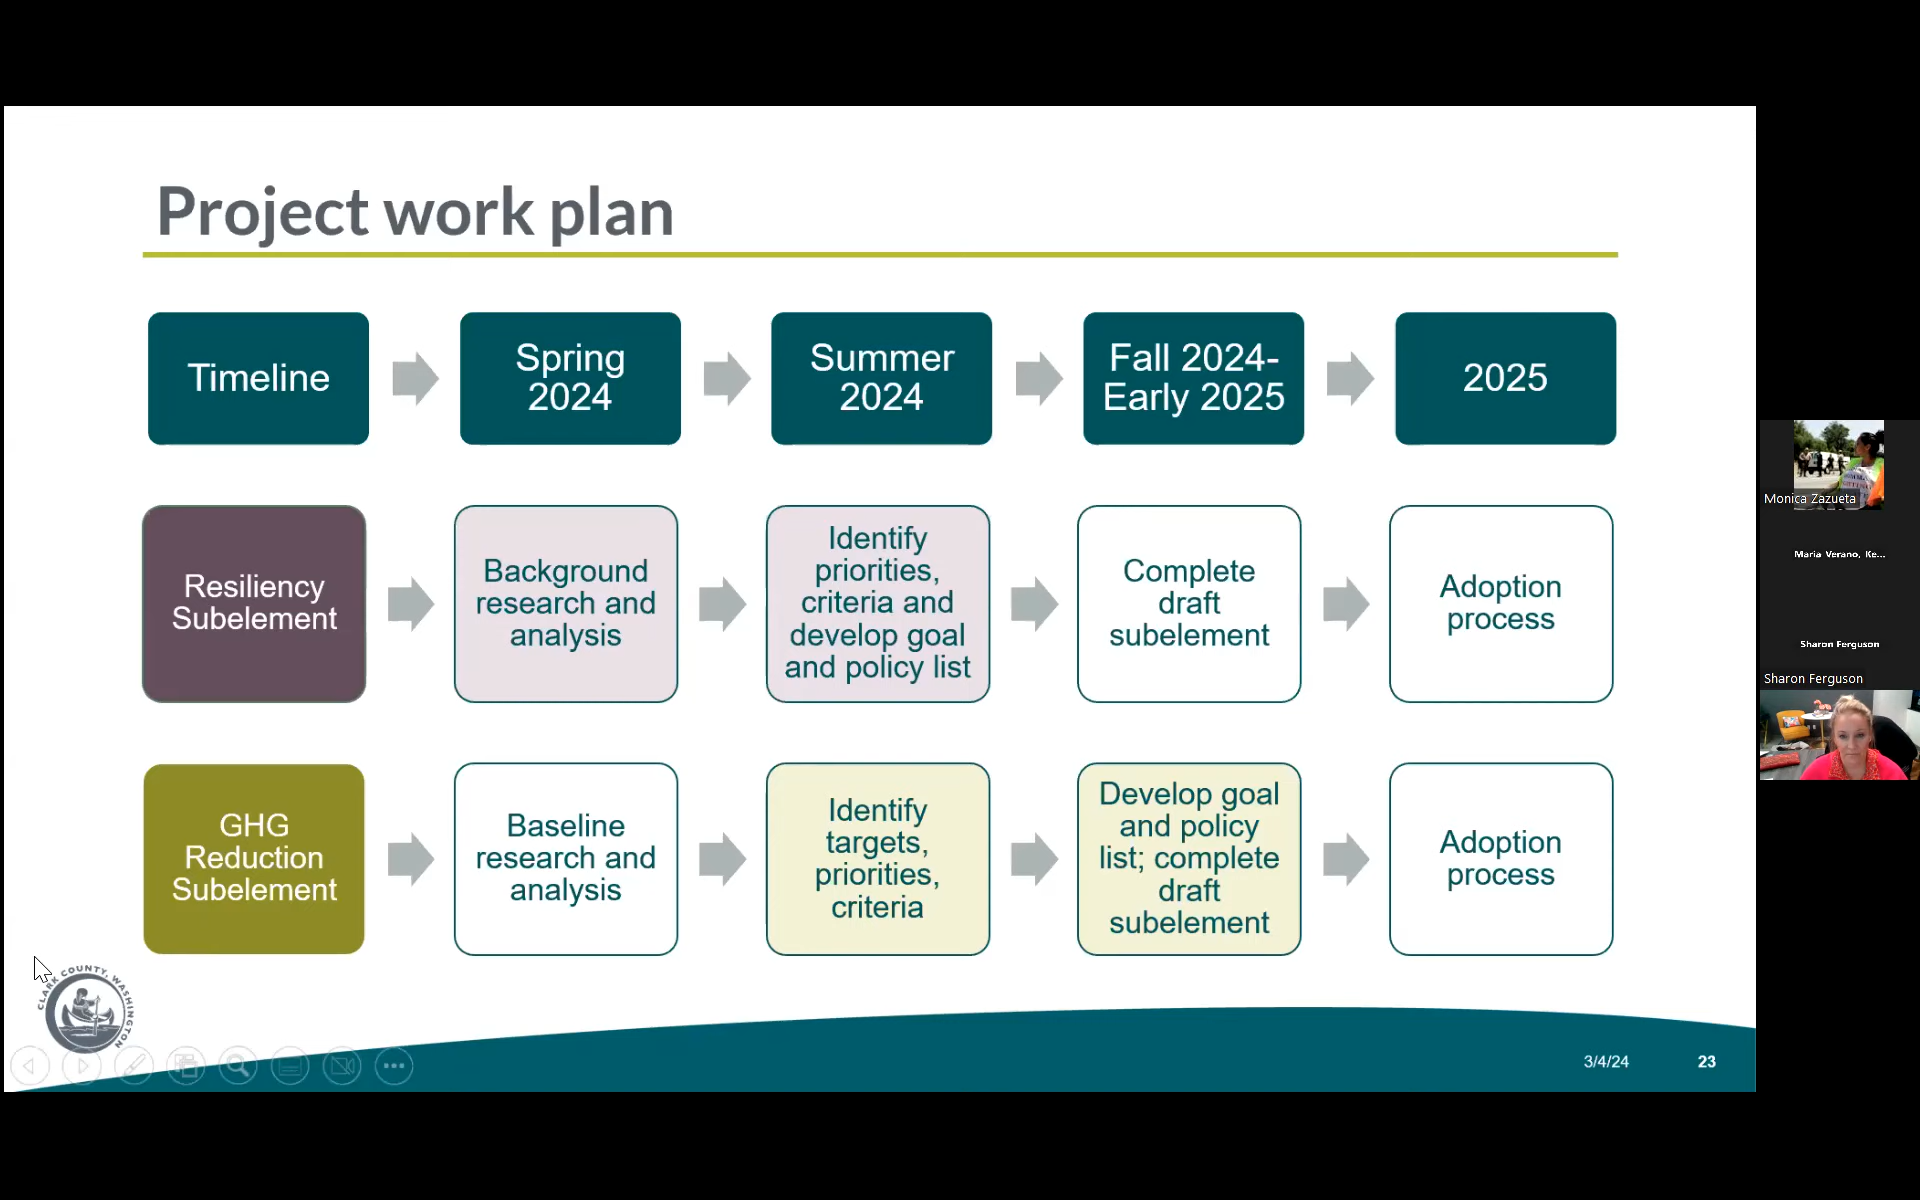 Project work plan
Timeline
Spring
2024
Summer
2024
Fall 2024-
Early 2025
2025
Resiliency
Subelement
Background
research and
analysis
Identify
priorities,
criteria and
develop goal
and policy list
Complete
draft
subelement
Adoption
process
GHG
Reduction
Subelement
Baseline
research and
analysis
Identify
targets,
priorities,
criteria
Develop goal
and policy
list; complete
draft
subelement
Adoption
process
CLARK COUNTY, WASHINGTON
3/4/24
23
Monica Zazueta
Maria Verano, Ke...
Sharon Ferguson
Sharon Ferguson